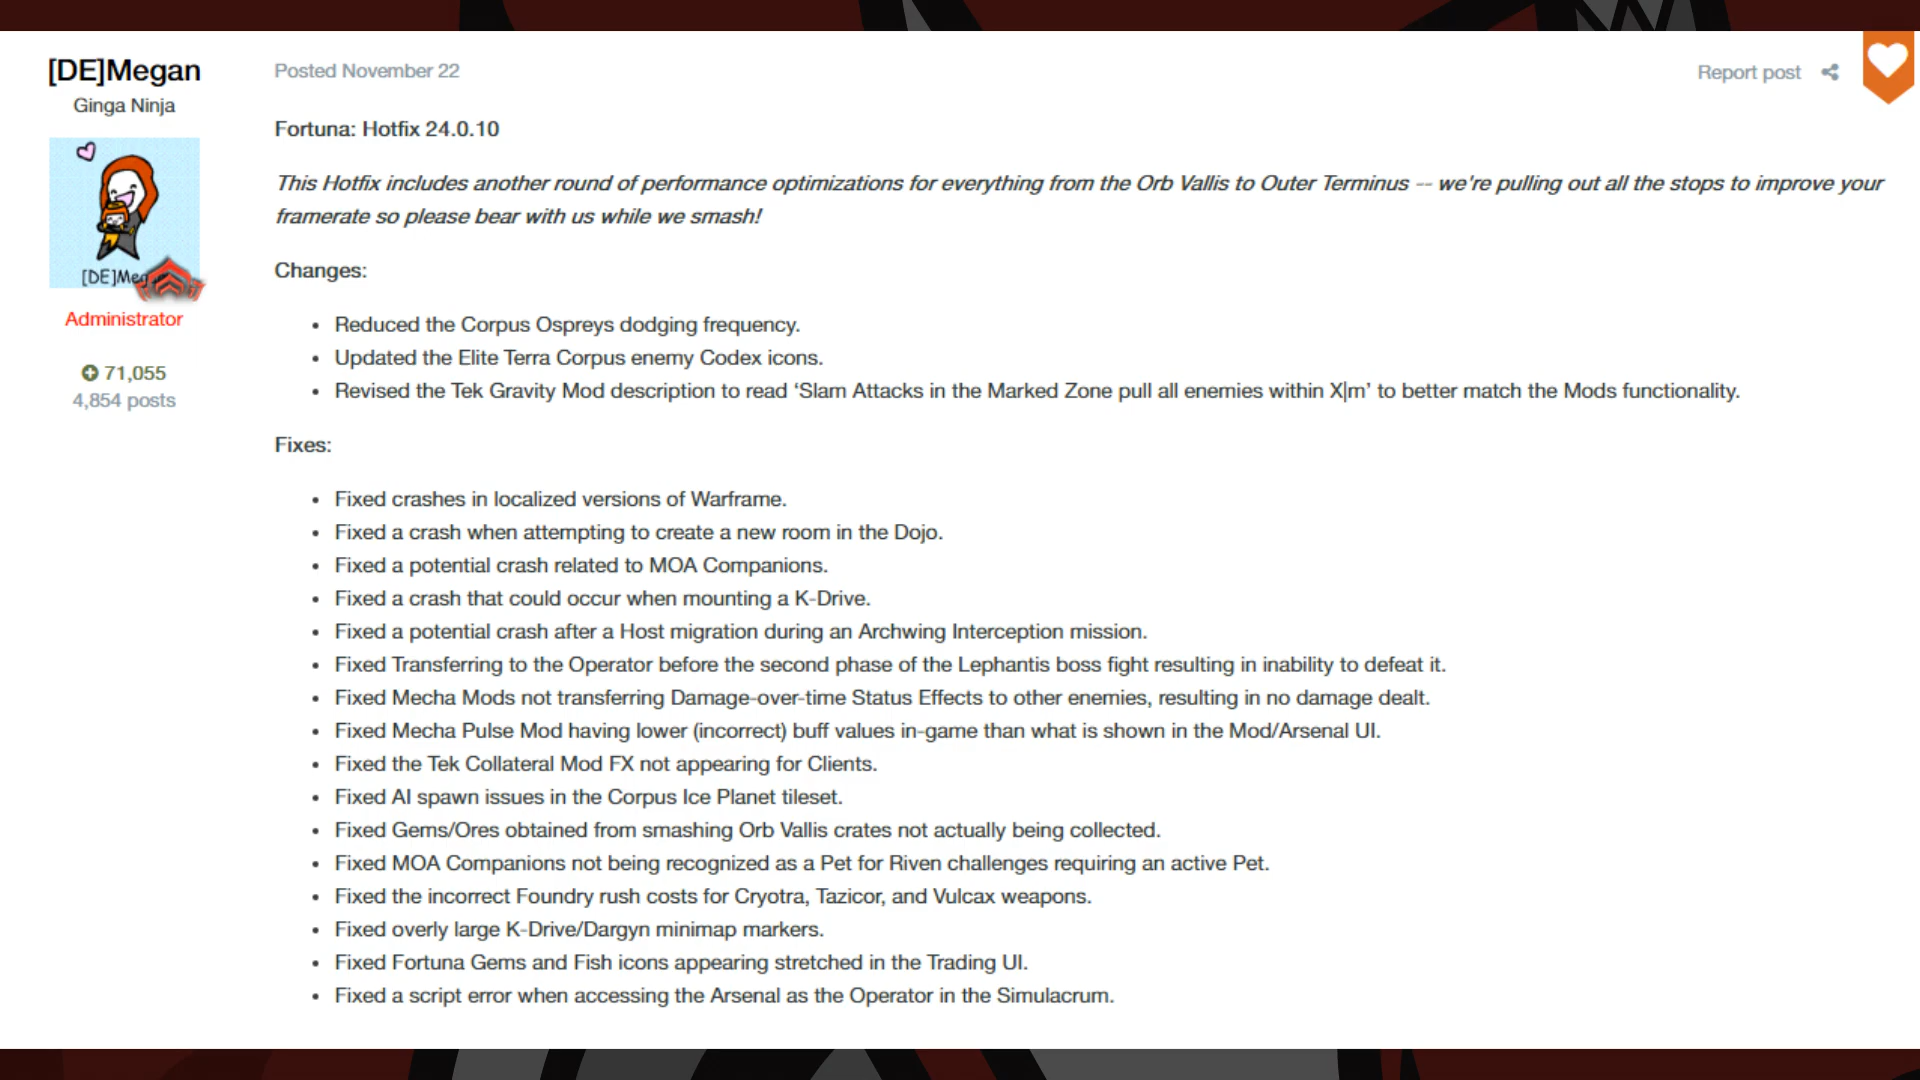 [DE]Megan
Ginga Ninja
[DE]Meg
Administrator
71,055
4,854 posts
Posted November 22
Report post
Fortuna: Hotfix 24.0.10
This Hotfix includes another round of performance optimizations for everything from the Orb Vallis to Outer Terminus -- we're pulling out all the stops to improve your
framerate so please bear with us while we smash!
Changes:
• Reduced the Corpus Ospreys dodging frequency.
• Updated the Elite Terra Corpus enemy Codex icons.
• Revised the Tek Gravity Mod description to read ‘Slam Attacks in the Marked Zone pull all enemies within X|m’ to better match the Mods functionality.
Fixes:
• Fixed crashes in localized versions of Warframe.
• Fixed a crash when attempting to create a new room in the Dojo.
• Fixed a potential crash related to MOA Companions.
• Fixed a crash that could occur when mounting a K-Drive.
• Fixed a potential crash after a Host migration during an Archwing Interception mission.
• Fixed Transferring to the Operator before the second phase of the Lephantis boss fight resulting in inability to defeat it.
• Fixed Mecha Mods not transferring Damage-over-time Status Effects to other enemies, resulting in no damage dealt.
• Fixed Mecha Pulse Mod having lower (incorrect) buff values in-game than what is shown in the Mod/Arsenal UI.
• Fixed the Tek Collateral Mod FX not appearing for Clients.
• Fixed AI spawn issues in the Corpus Ice Planet tileset.
• Fixed Gems/Ores obtained from smashing Orb Vallis crates not actually being collected.
• Fixed MOA Companions not being recognized as a Pet for Riven challenges requiring an active Pet.
• Fixed the incorrect Foundry rush costs for Cryotra, Tazicor, and Vulcax weapons.
• Fixed overly large K-Drive/Dargyn minimap markers.
• Fixed Fortuna Gems and Fish icons appearing stretched in the Trading UI.
• Fixed a script error when accessing the Arsenal as the Operator in the Simulacrum.